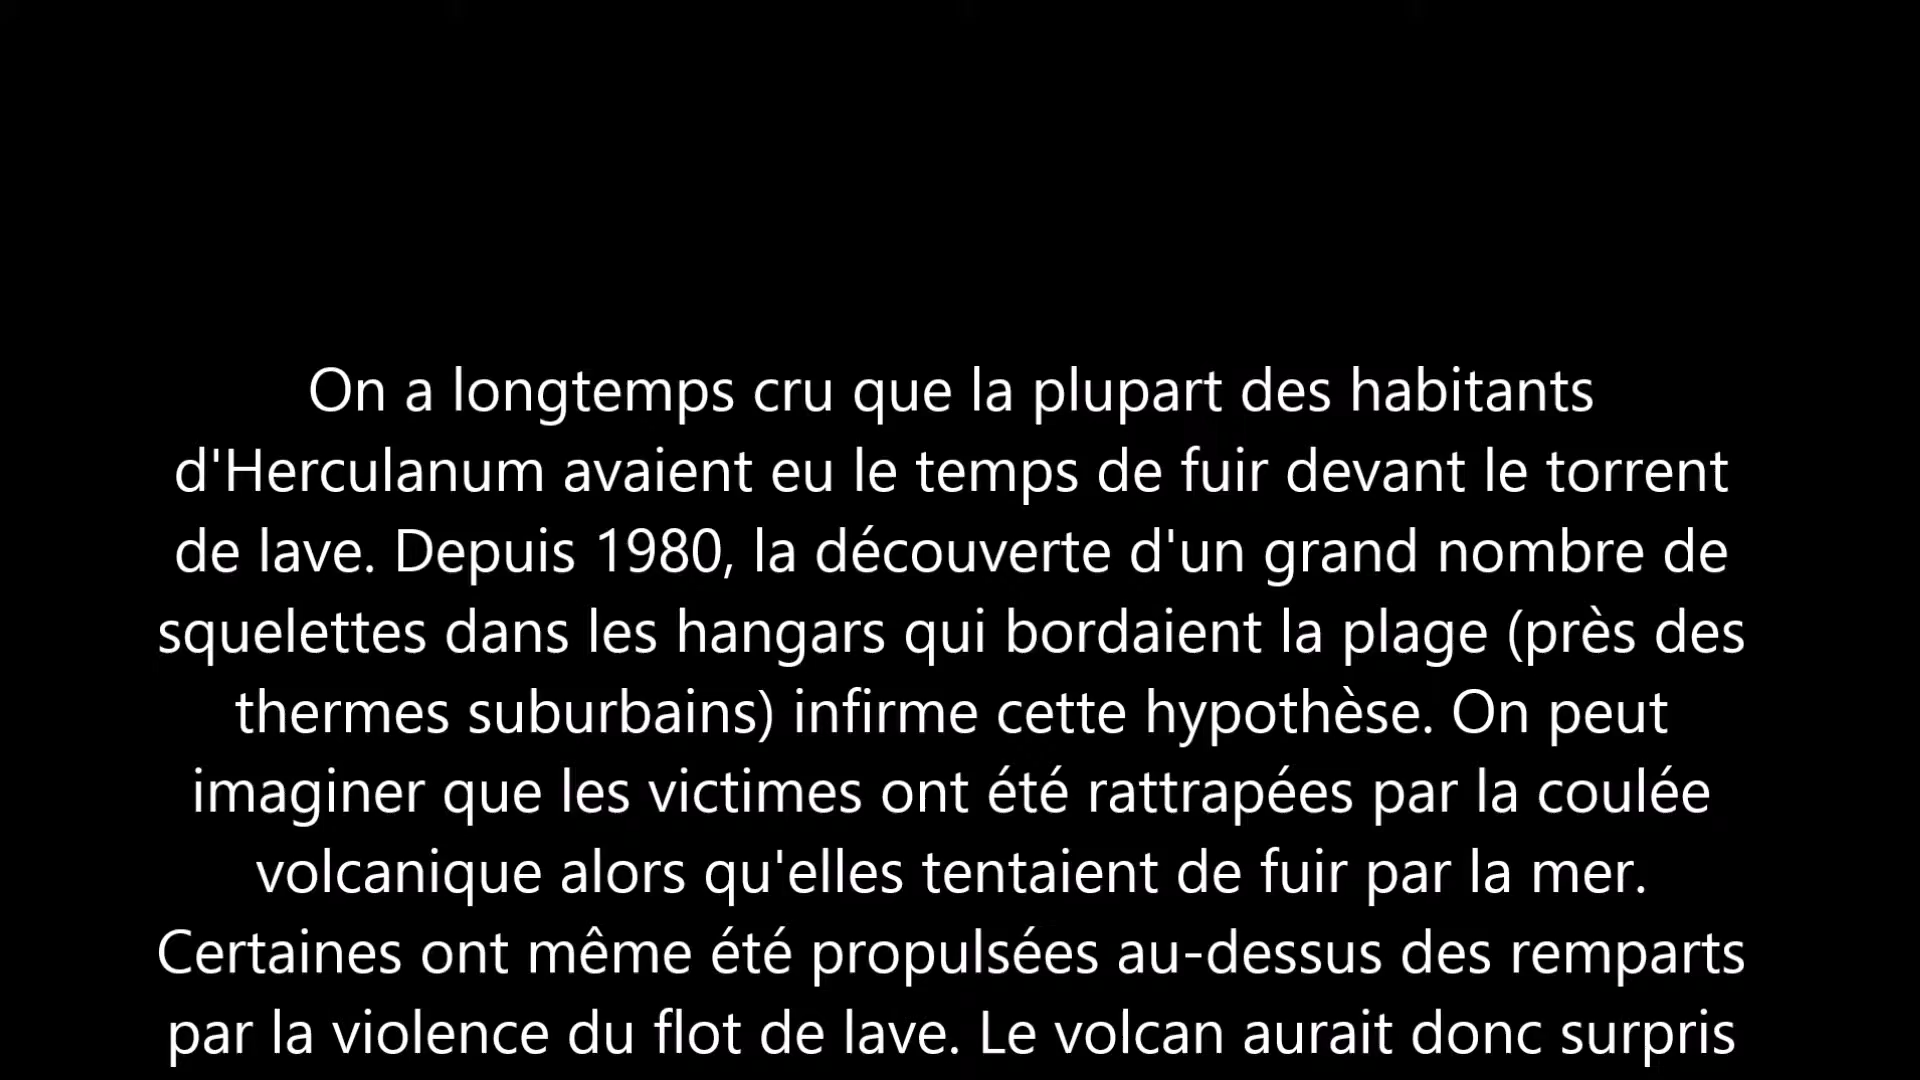 On a longtemps cru que la plupart des habitants
d'Herculanum avaient eu le temps de fuir devant le torrent
de lave. Depuis 1980, la découverte d'un grand nombre de
squelettes dans les hangars qui bordaient la plage (près des
thermes suburbains) infirme cette hypothèse. On peut
imaginer que les victimes ont été rattrapées par la coulée
volcanique alors qu'elles tentaient de fuir par la mer.
Certaines ont même été propulsées au-dessus des remparts
par la violence du flot de lave. Le volcan aurait donc surpris